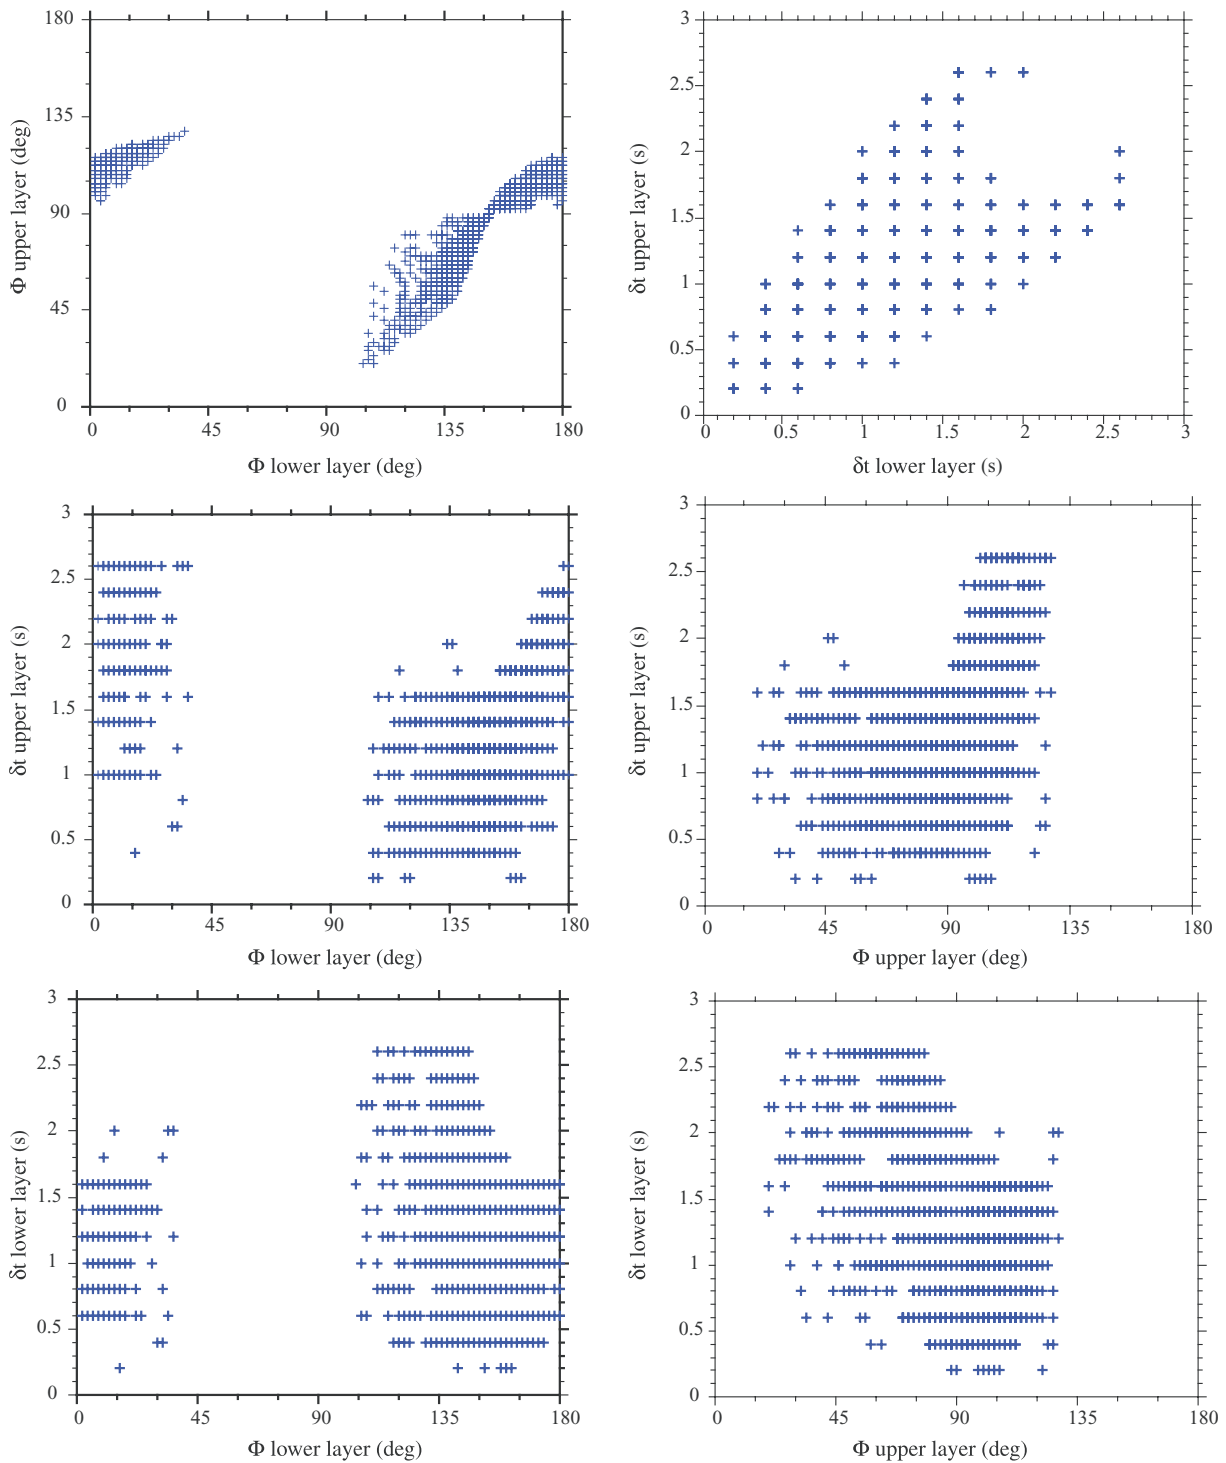 180
135
90
45
0
Φ upper layer (deg)
0 45 90 135 180
Φ lower layer (deg)
3
2.5
2
1.5
1
0.5
0
δt upper layer (s)
0 0.5 1 1.5 2 2.5 3
δt lower layer (s)
3
2.5
2
1.5
1
0.5
0
δt upper layer (s)
0 45 90 135 180
Φ lower layer (deg)
3
2.5
2
1.5
1
0.5
0
δt upper layer (s)
0 45 90 135 180
Φ upper layer (deg)
3
2.5
2
1.5
1
0.5
0
δt lower layer (s)
0 45 90 135 180
Φ lower layer (deg)
3
2.5
2
1.5
1
0.5
0
δt lower layer (s)
0 45 90 135 180
Φ upper layer (deg)